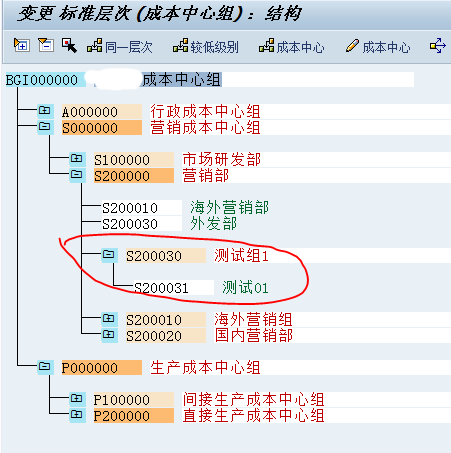 变更 标准层次(成本中心组): 结构
同一层次 较低级别 成本中心 成本中心
BGI000000 成本中心组
A000000 行政成本中心组
S000000 营销成本中心组
S100000 市场研发部
S200000 营销部
S200010 海外营销部
S200030 外发部
S200030 测试组1
S200031 测试01
S200010 海外营销组
S200020 国内营销部
P000000 生产成本中心组
P100000 间接生产成本中心组
P200000 直接生产成本中心组